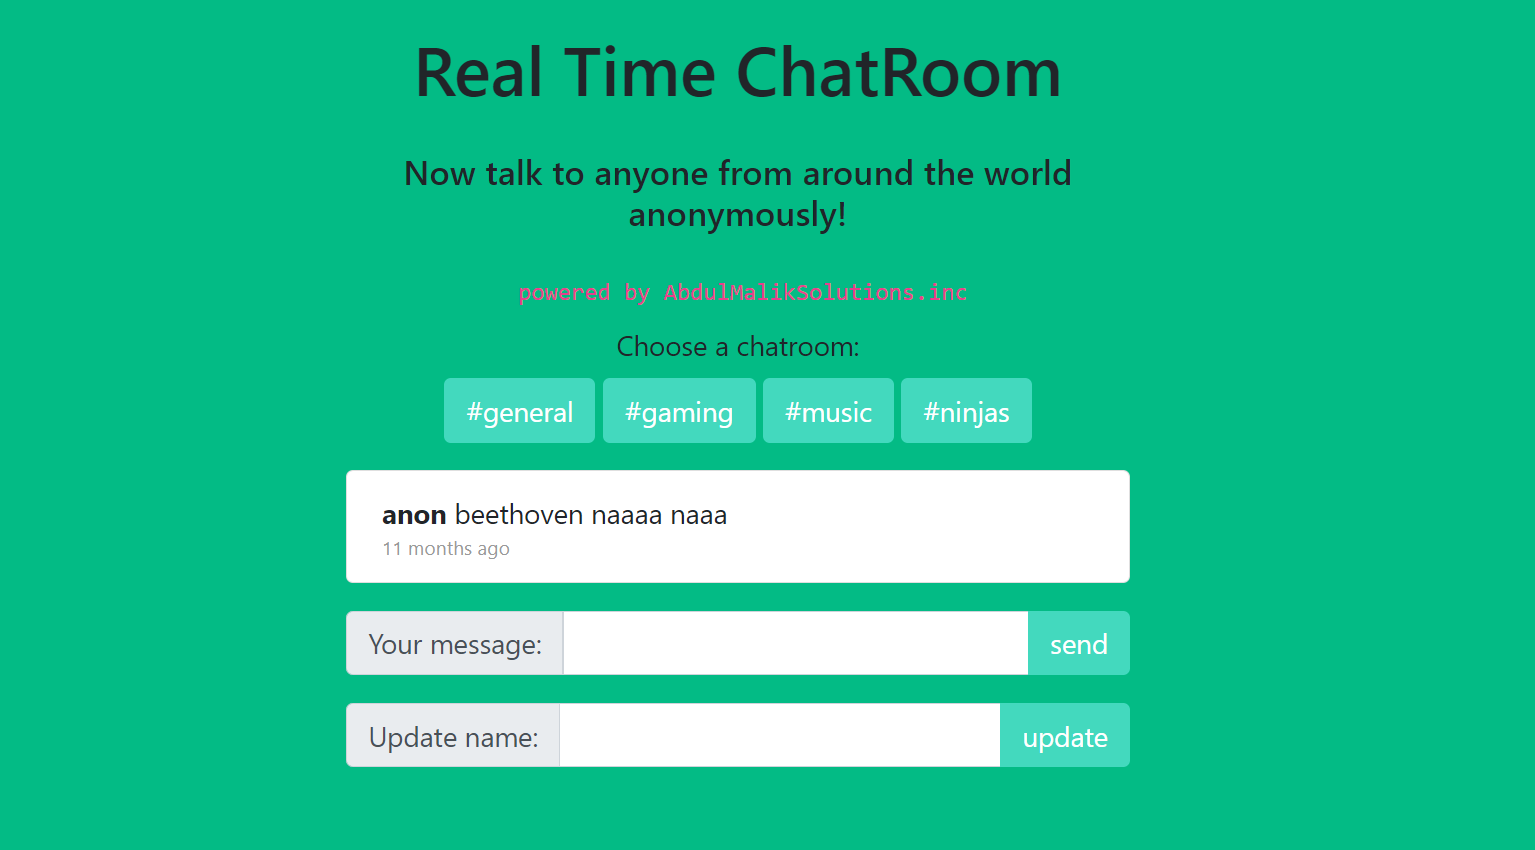 Real Time ChatRoom
Now talk to anyone from around the world
anonymously!
powered by AbdulMalikSolutions.inc
Choose a chatroom:
#general #gaming #music #ninjas
anon beethoven naaaa naaa
11 months ago
Your message: send
Update name: update